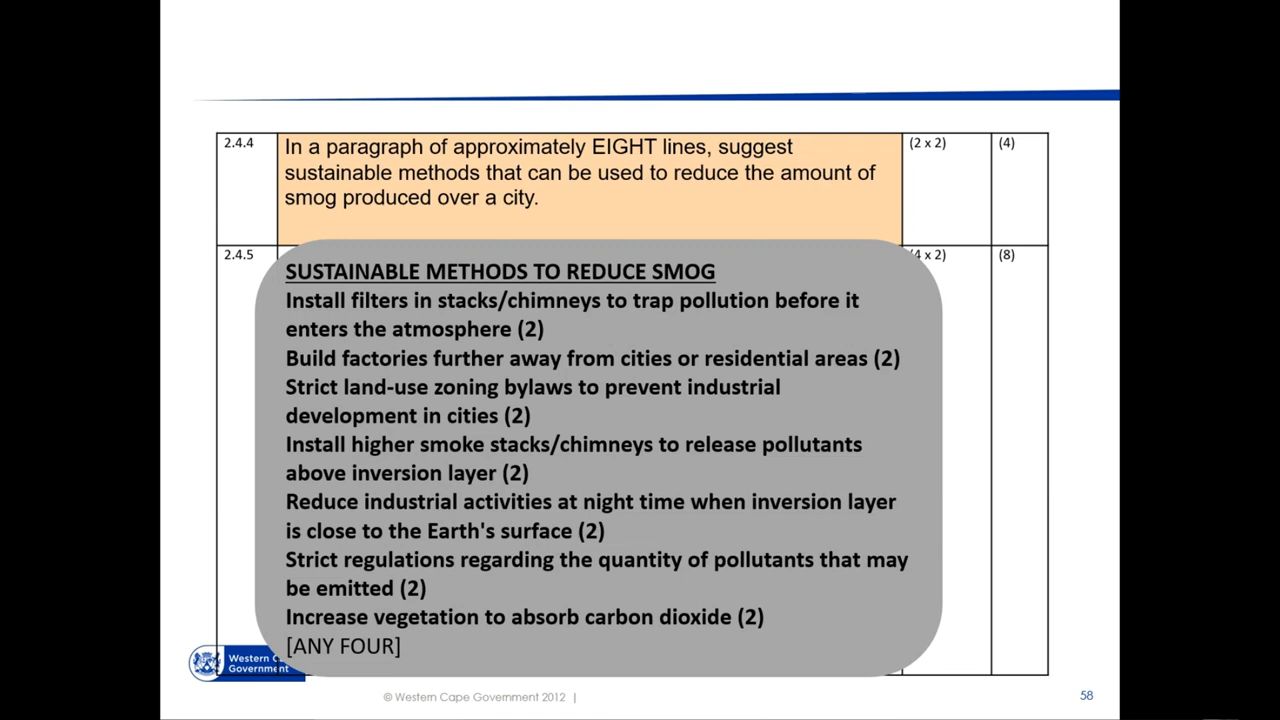 2.4.4
In a paragraph of approximately EIGHT lines, suggest
sustainable methods that can be used to reduce the amount of
smog produced over a city.
(2 x 2)
(4)
2.4.5
4 x 2)
(8)
SUSTAINABLE METHODS TO REDUCE SMOG
Install filters in stacks/chimneys to trap pollution before it
enters the atmosphere (2)
Build factories further away from cities or residential areas (2)
Strict land-use zoning bylaws to prevent industrial
development in cities (2)
Install higher smoke stacks/chimneys to release pollutants
above inversion layer (2)
Reduce industrial activities at night time when inversion layer
is close to the Earth's surface (2)
Strict regulations regarding the quantity of pollutants that may
be emitted (2)
Increase vegetation to absorb carbon dioxide (2)
[ANY FOUR]
Western
Government
© Western Cape Government 2012 |
58